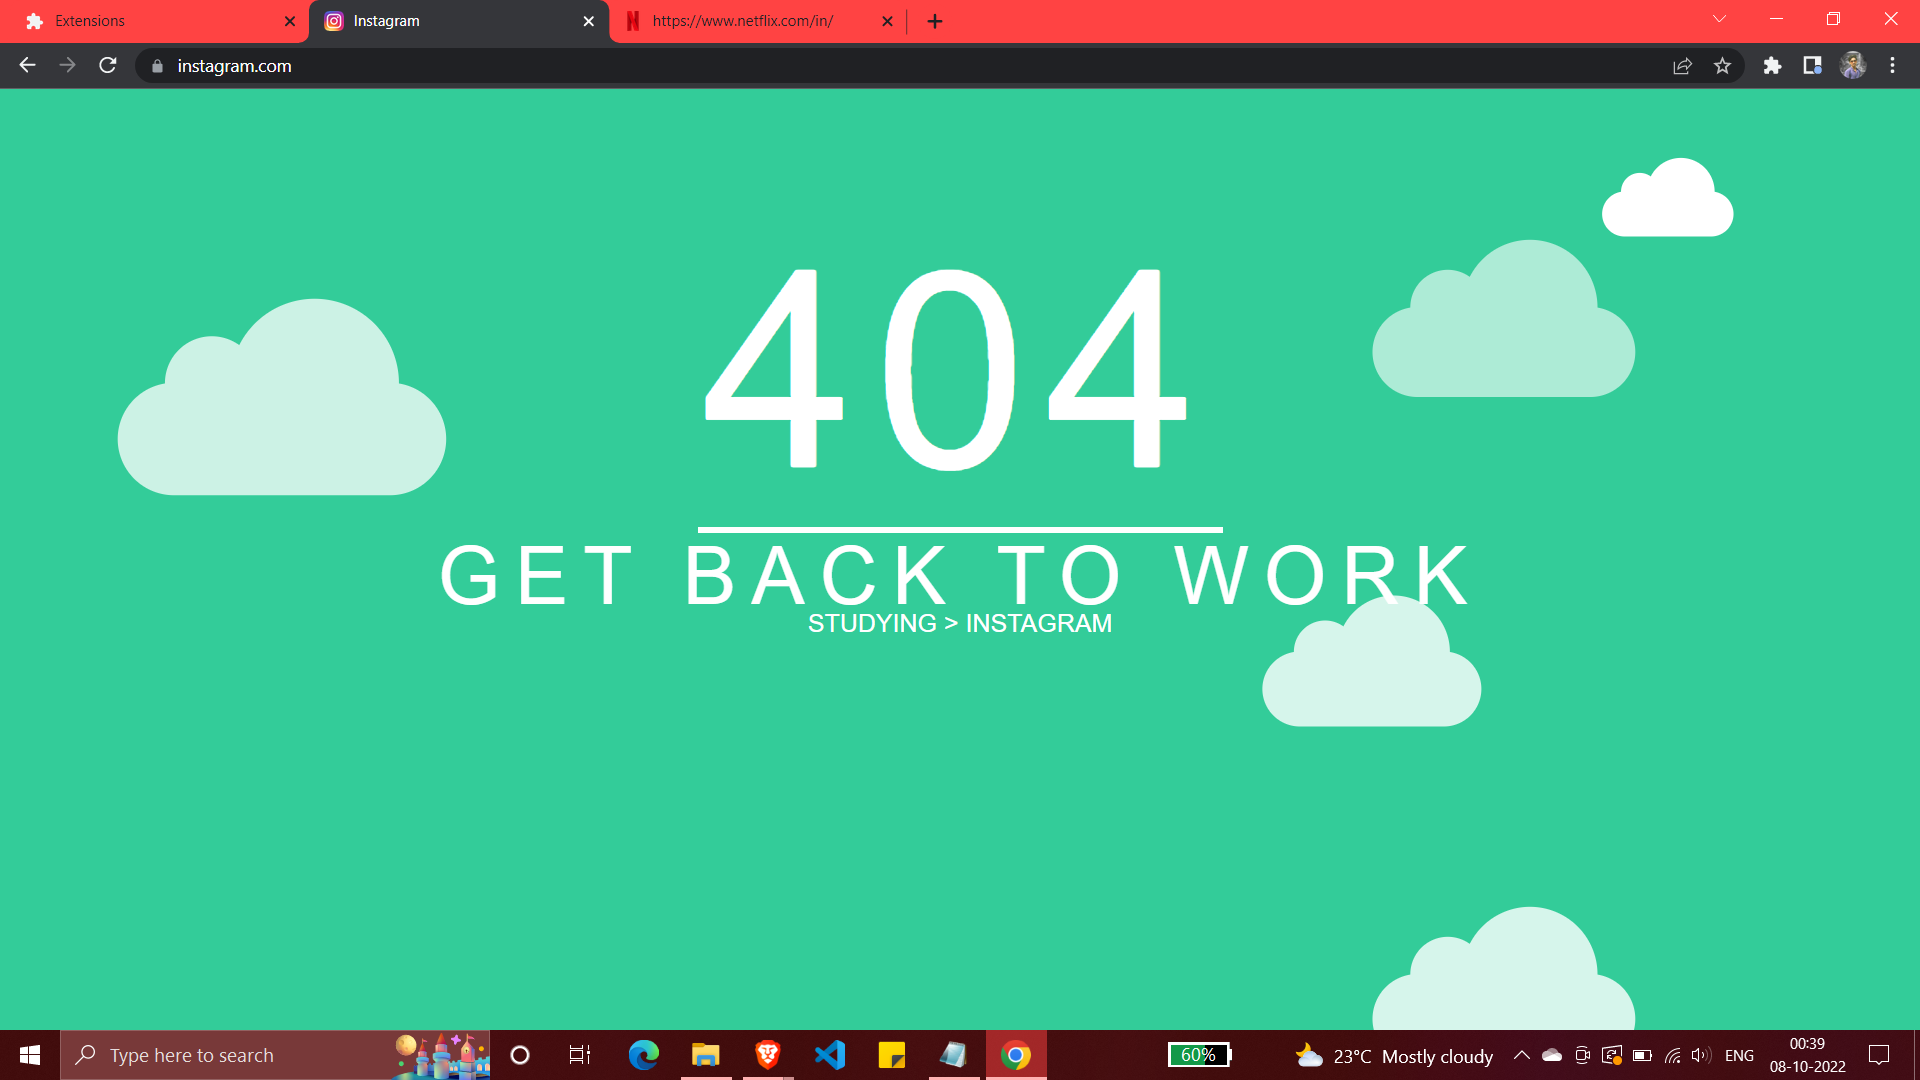 Extensions
Instagram
https://www.netflix.com/in/
instagram.com
404
GET BACK TO WORK
STUDYING > INSTAGRAM
Type here to search
60%
23°C Mostly cloudy
ENG
00:39
08-10-2022